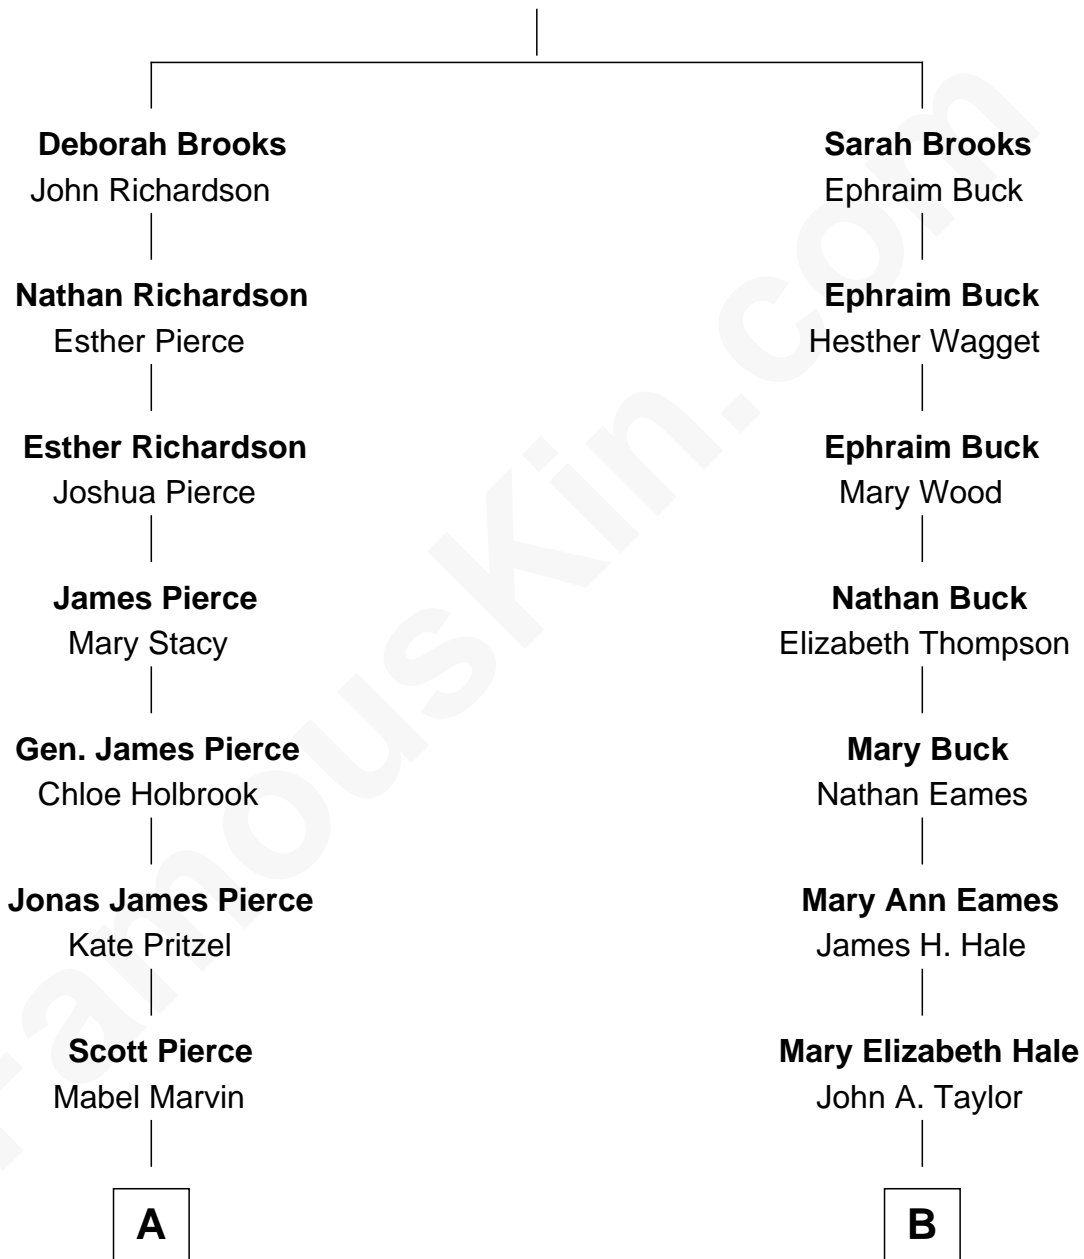 Deborah Brooks
John Richardson
Nathan Richardson
Esther Pierce
Esther Richardson
Joshua Pierce
James Pierce
Mary Stacy
Gen. James Pierce
Chloe Holbrook
Jonas James Pierce
Kate Pritzel
Scott Pierce
Mabel Marvin
A
Sarah Brooks
Ephraim Buck
Ephraim Buck
Hesther Wagget
Ephraim Buck
Mary Wood
Nathan Buck
Elizabeth Thompson
Mary Buck
Nathan Eames
Mary Ann Eames
James H. Hale
Mary Elizabeth Hale
John A. Taylor
B
FamousKin.com